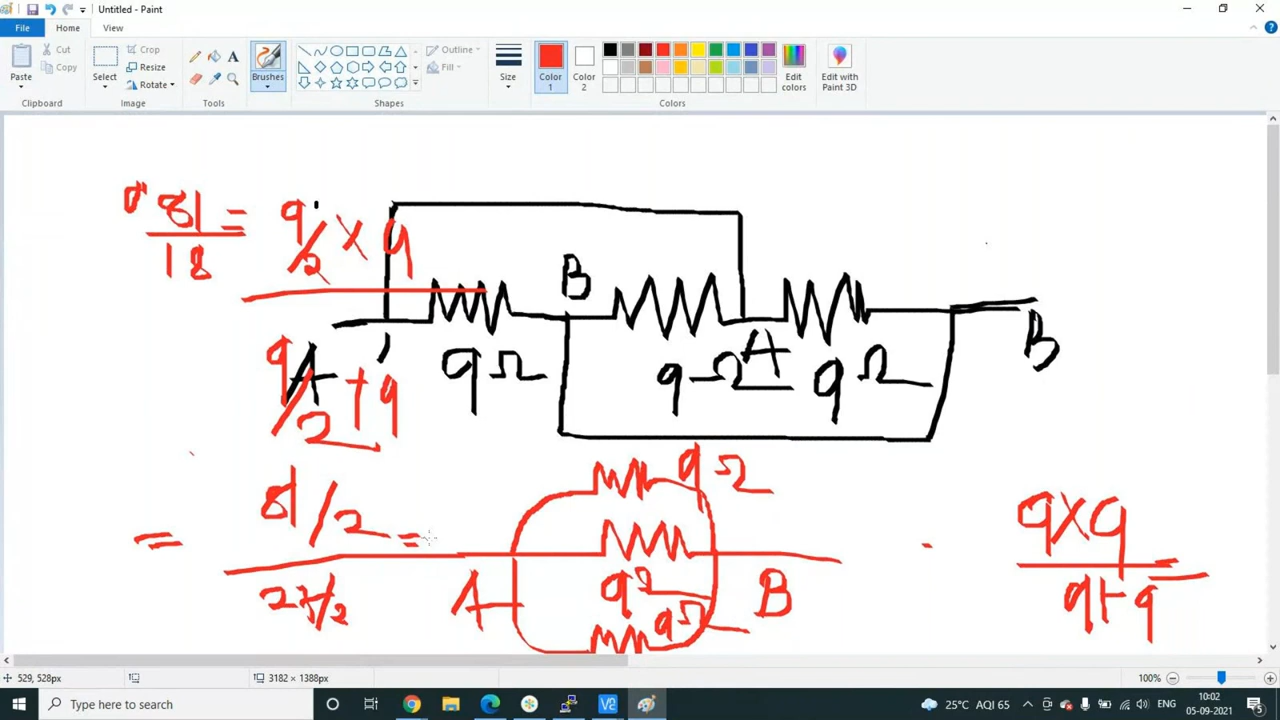 Untitled - Paint
File
Home
View
Paste
Cut
Copy
Clipboard
Select
Crop
Resize
Rotate
Image
Tools
Brushes
Shapes
Outline
Fill
Size
Color
1
Color
2
Edit
colors
Edit with
Paint 3D
Colors
81
18
=
9/2 × 9
9/2 + 9
A
9Ω
B
9Ω
A
9Ω
B
=
81/2
27/2
=
A
9Ω
9Ω
9Ω
B
9×9
9+9
529, 528px
3182 × 1388px
100%
Type here to search
25°C AQI 65
ENG
10:02
05-09-2021
5